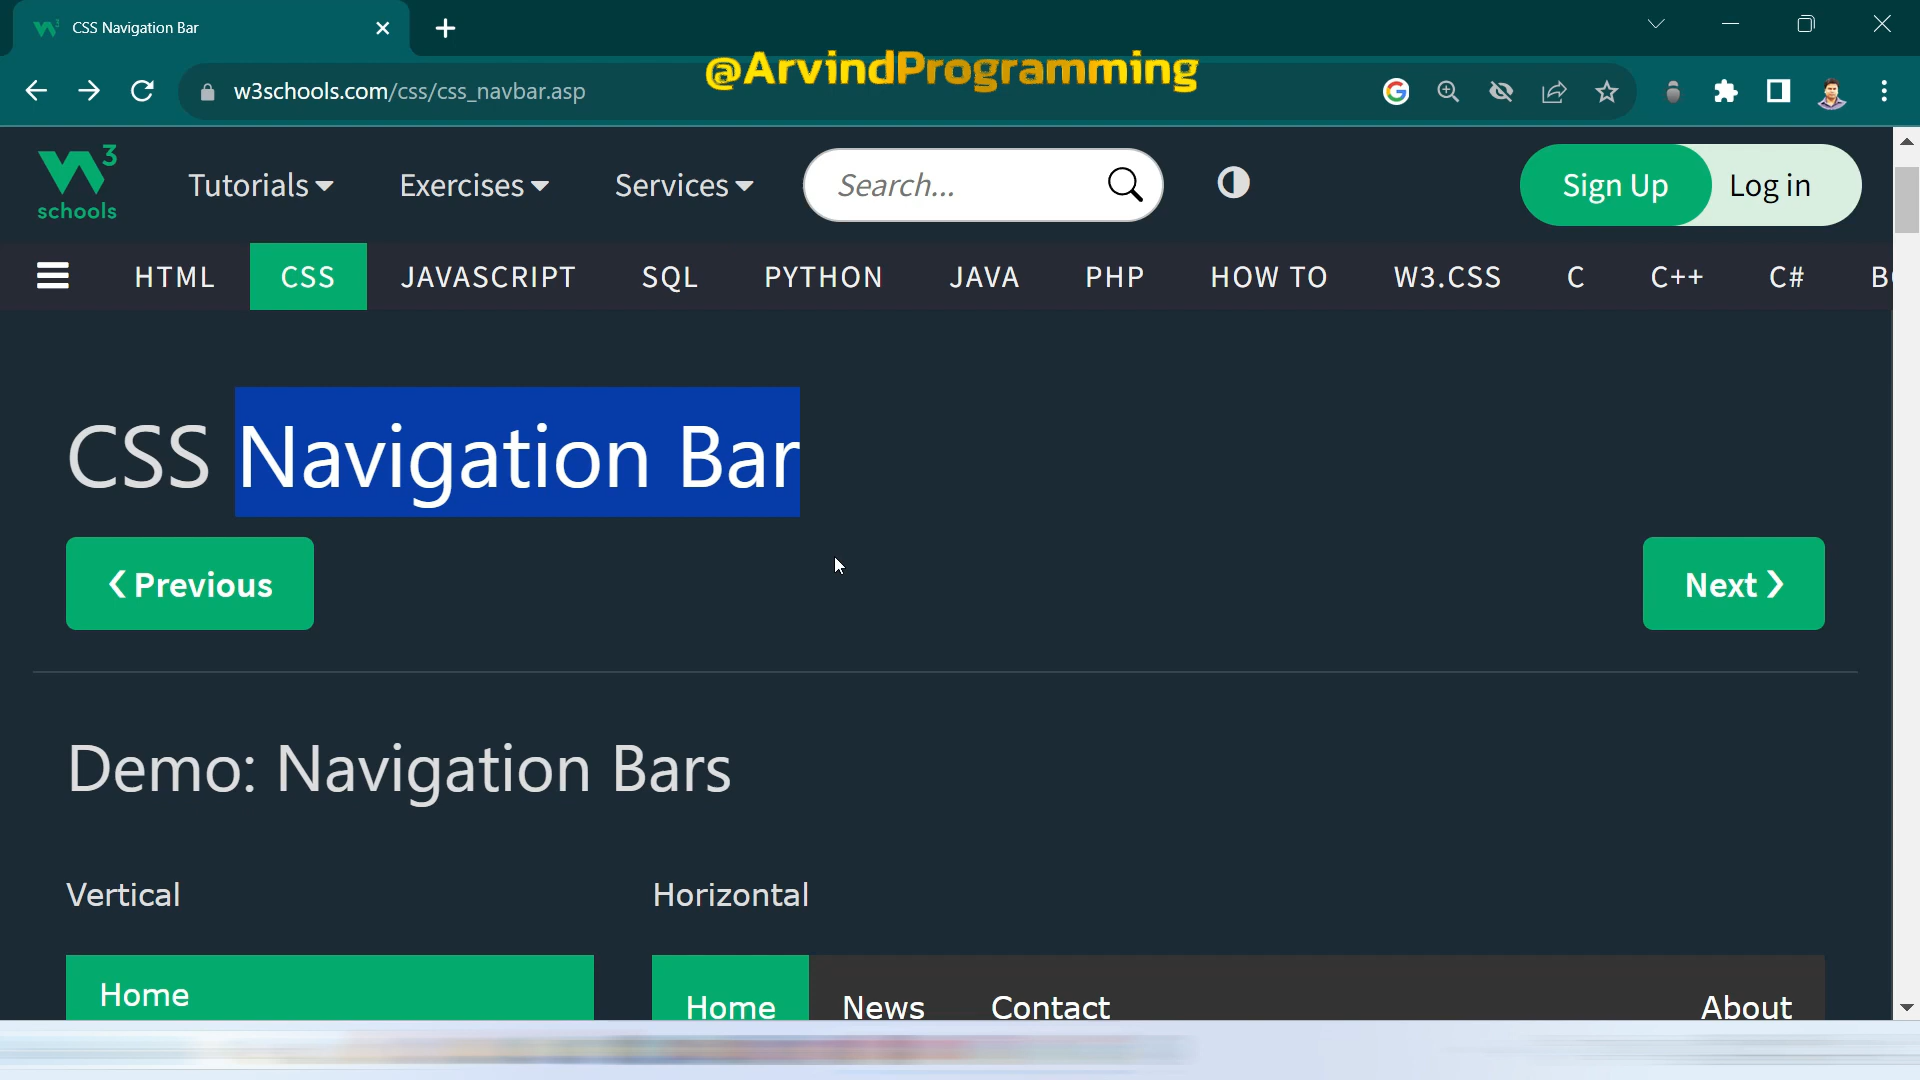 CSS Navigation Bar
@ArvindProgramming
w3schools.com/css/css_navbar.asp
W3 schools
Tutorials Exercises Services Search... Sign Up Log in
HTML CSS JAVASCRIPT SQL PYTHON JAVA PHP HOW TO W3.CSS C C++ C#
CSS Navigation Bar
❮ Previous Next ❯
Demo: Navigation Bars
Vertical Horizontal
Home Home News Contact About